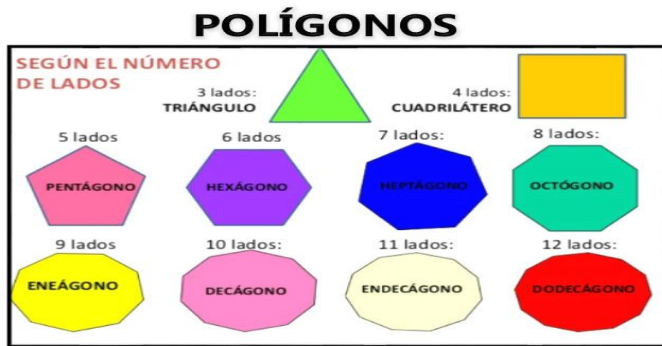 POLÍGONOS
SEGÚN EL NÚMERO
DE LADOS
3 lados:
TRIÁNGULO
4 lados:
CUADRILÁTERO
5 lados
PENTÁGONO
6 lados
HEXÁGONO
7 lados:
HEPTÁGONO
8 lados:
OCTÓGONO
9 lados
ENEÁGONO
10 lados:
DECÁGONO
11 lados:
ENDECÁGONO
12 lados:
DODECÁGONO